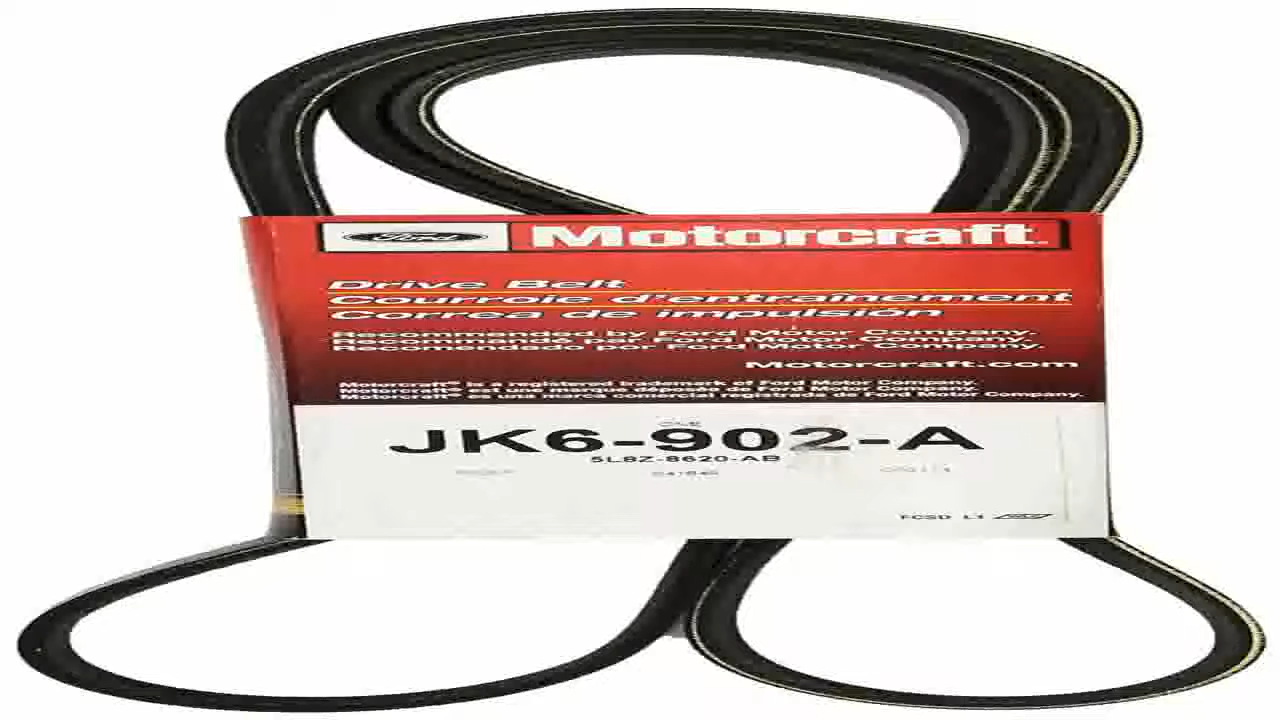 Ford Motorcraft
Drive Belt
Courroie d'entraînement
Correa de impulsión
Recommended by Ford Motor Company.
Recommandé par Ford Motor Company.
Recomendado por Ford Motor Company.
Motorcraft.com
Motorcraft® is a registered trademark of Ford Motor Company.
Motorcraft® est une marque déposée de Ford Motor Company.
Motorcraft® es una marca comercial registrada de Ford Motor Company.
JK6-902-A
5L8Z-8620-AB
FCSD L1